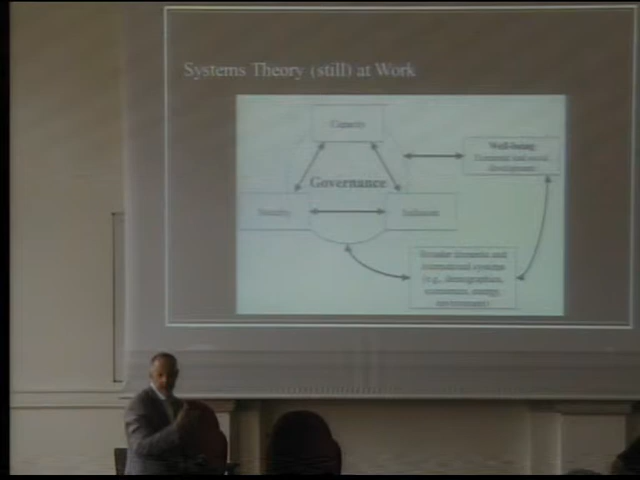 Systems Theory (still) at Work
Capacity
Well-being
Economic and social
development
Governance
Security
Inclusion
Broader domestic and
international systems
(e.g., demographics,
economics, energy,
environment)